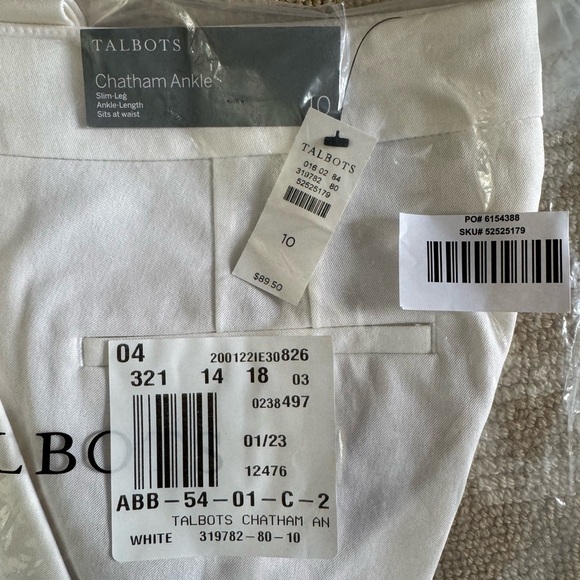 TALBOTS
Chatham Ankle
Slim-Leg
Ankle-Length
Sits at waist
10
TALBOTS
016 02 84
319782 80
52525179
10
$89.50
PO# 6154388
SKU# 52525179
04 200122IE30826
321 14 18 03
0238497
01/23
12476
ABB-54-01-C-2
TALBOTS CHATHAM AN
WHITE 319782-80-10
LBOTS